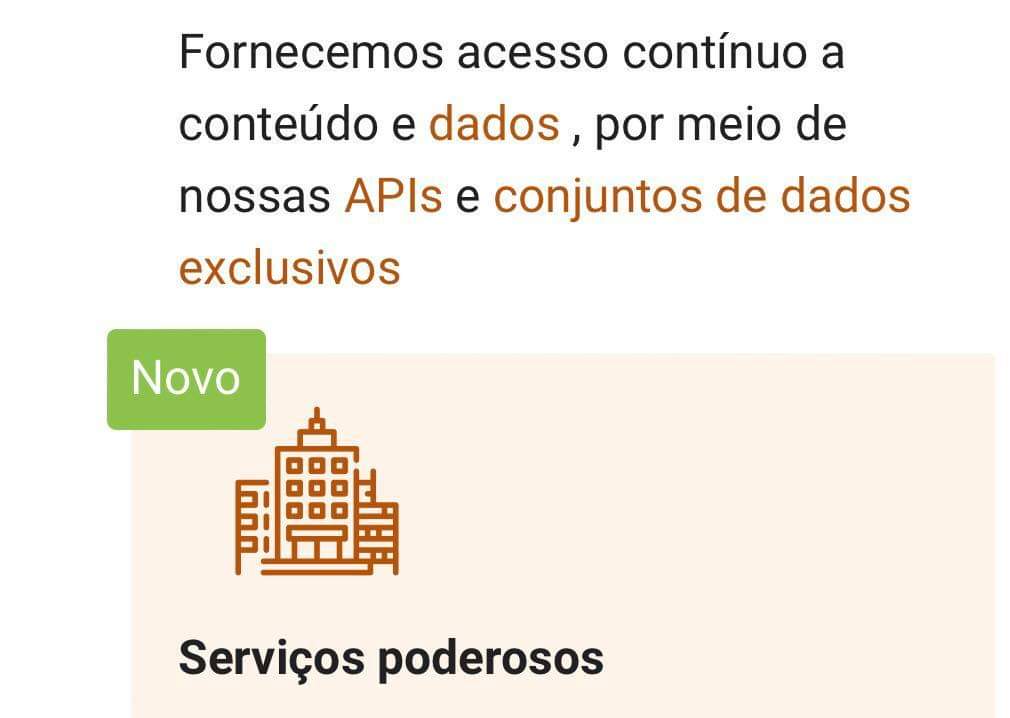 Fornecemos acesso contínuo a
conteúdo e dados , por meio de
nossas APIs e conjuntos de dados
exclusivos
Novo
Serviços poderosos